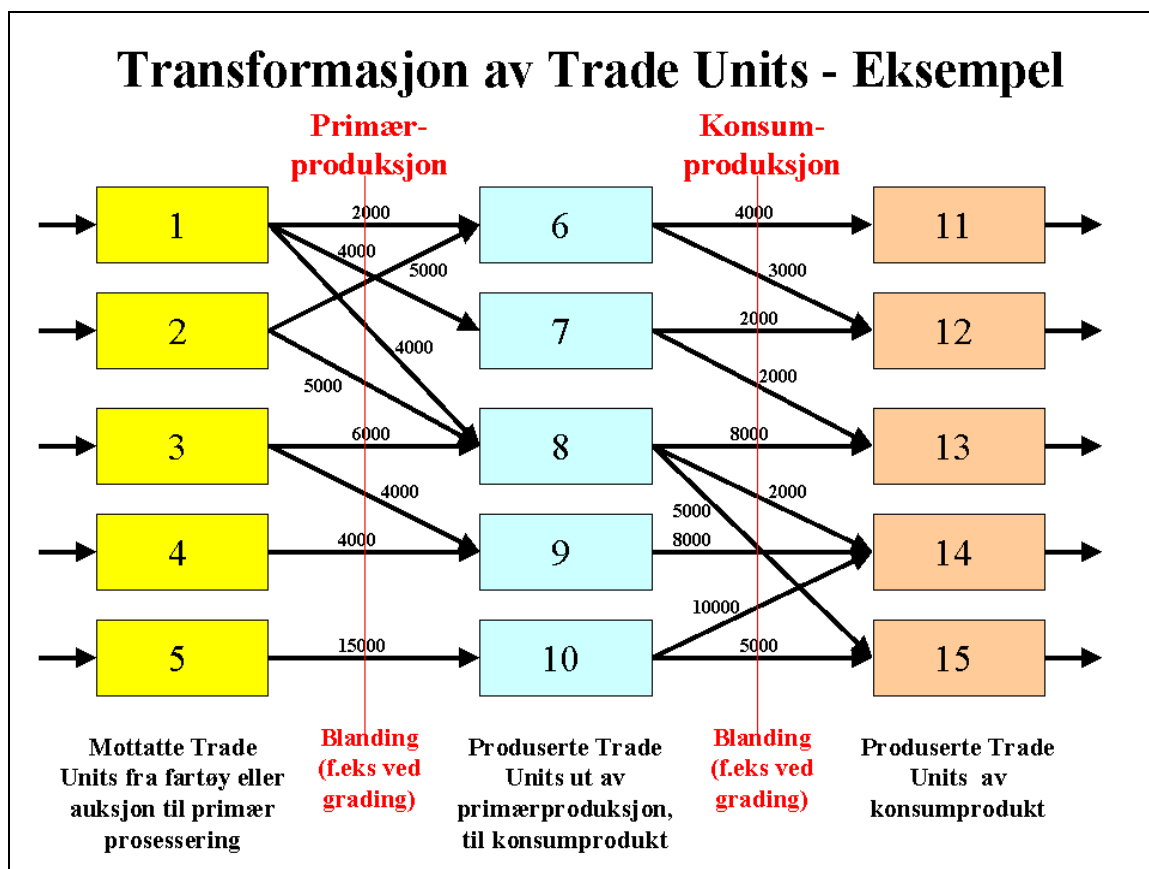 Transformasjon av Trade Units - Eksempel
Primær-
produksjon
Konsum-
produksjon
1
2000
6
4000
11
4000
5000
3000
2
7
2000
12
4000
5000
2000
3
6000
8
8000
13
4000
2000
5000
4
4000
9
8000
14
10000
5
15000
10
5000
15
Mottatte Trade
Units fra fartøy eller
auksjon til primær
prosessering
Blanding
(f.eks ved
grading)
Produserte Trade
Units ut av
primærproduksjon,
til konsumprodukt
Blanding
(f.eks ved
grading)
Produserte Trade
Units av
konsumprodukt